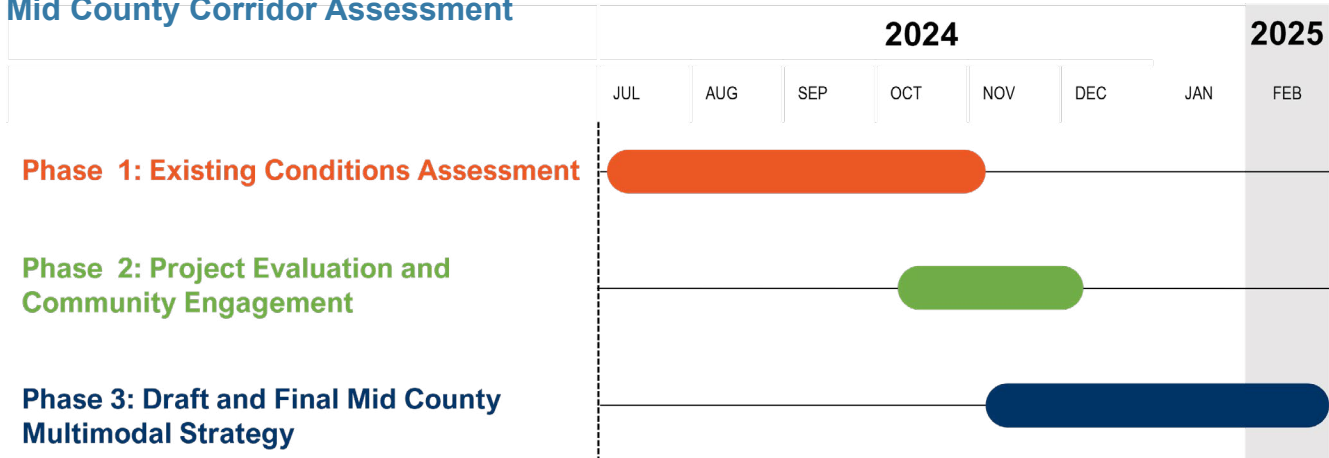 Mid County Corridor Assessment
2024 2025
JUL AUG SEP OCT NOV DEC JAN FEB
Phase 1: Existing Conditions Assessment
Phase 2: Project Evaluation and
Community Engagement
Phase 3: Draft and Final Mid County
Multimodal Strategy